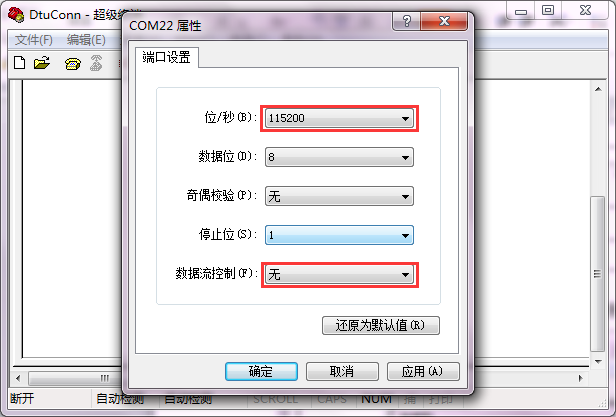 DtuConn - 超级终端
COM22 属性
文件(F) 编辑(E)
端口设置
位/秒(B): 115200
数据位(D): 8
奇偶校验(P): 无
停止位(S): 1
数据流控制(F): 无
还原为默认值(R)
确定 取消 应用(A)
断开 自动检测 自动检测 SCROLL CAPS NUM 捕 打印